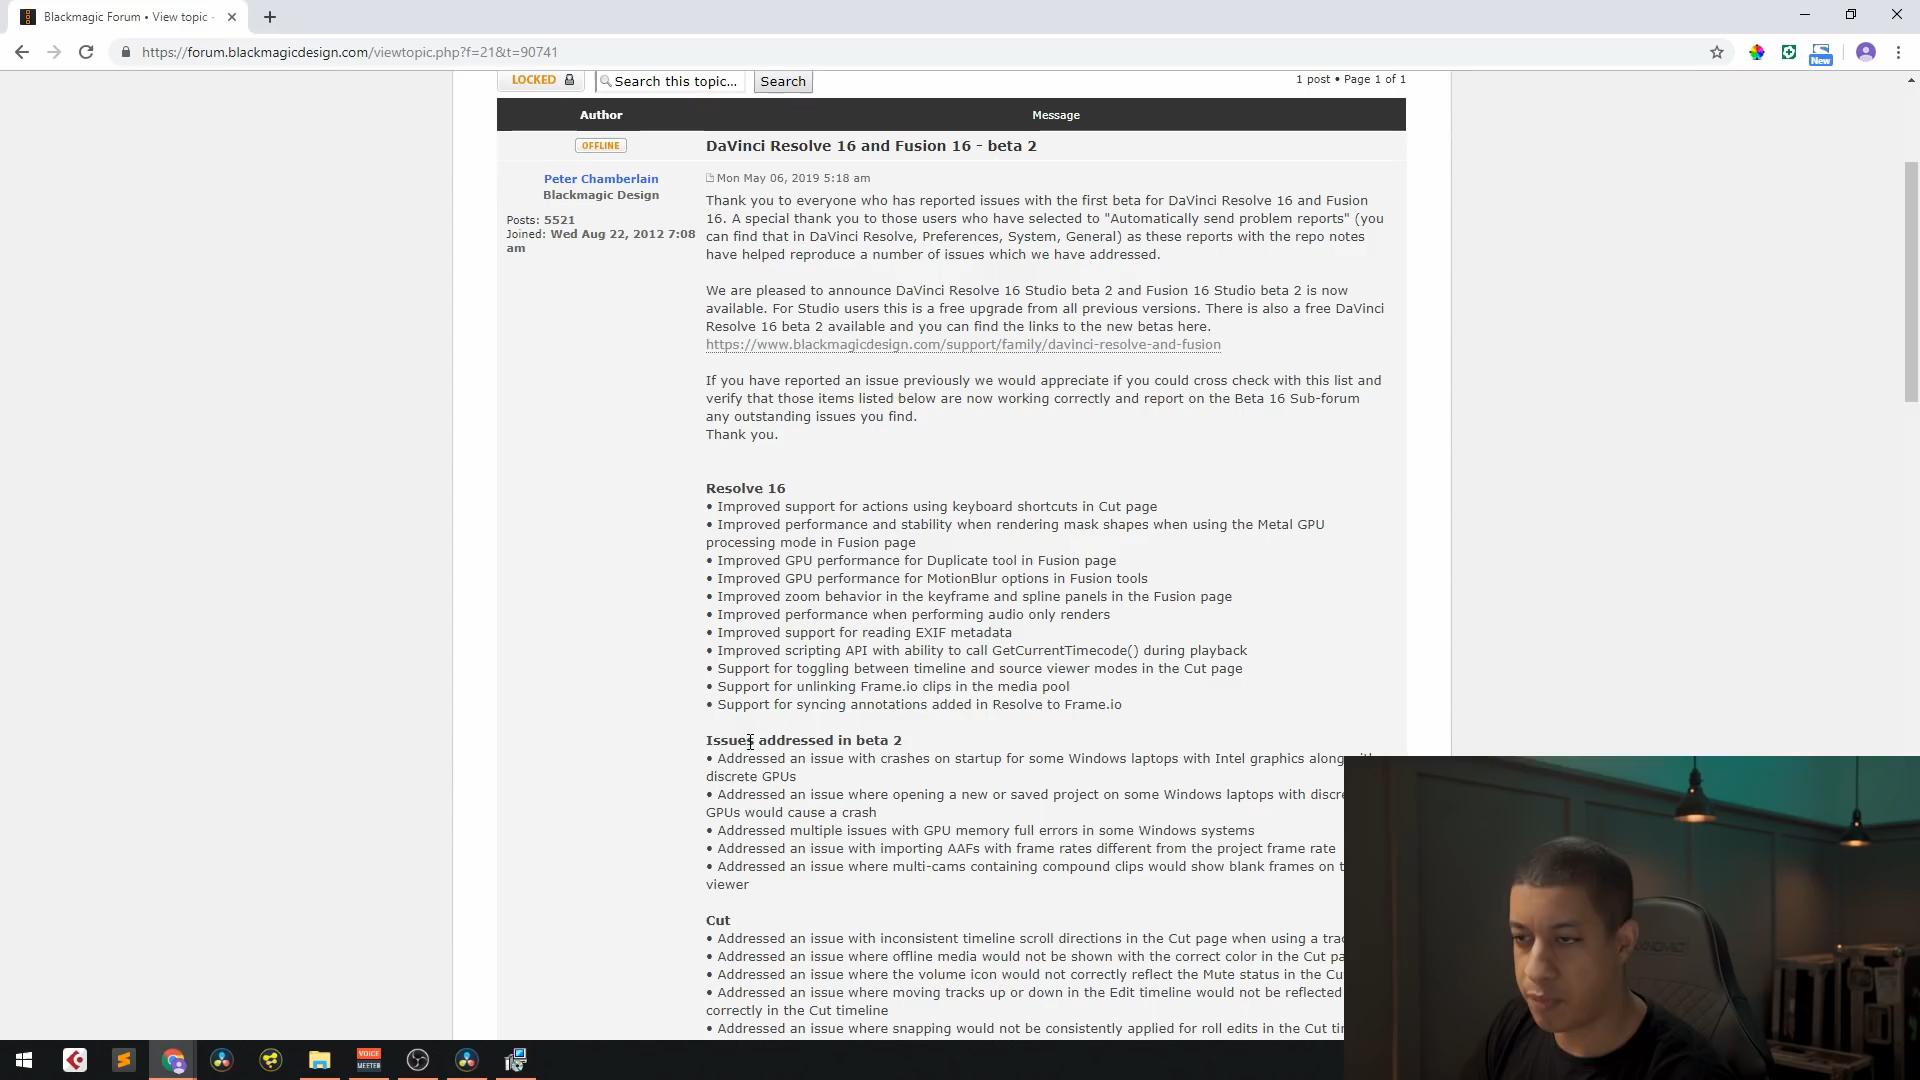 Blackmagic Forum • View topic -
https://forum.blackmagicdesign.com/viewtopic.php?f=21&t=90741
New
LOCKED
Search this topic...
Search
1 post • Page 1 of 1
Author
Message
OFFLINE
DaVinci Resolve 16 and Fusion 16 - beta 2
Peter Chamberlain
Blackmagic Design
Posts: 5521
Joined: Wed Aug 22, 2012 7:08
am
Mon May 06, 2019 5:18 am
Thank you to everyone who has reported issues with the first beta for DaVinci Resolve 16 and Fusion
16. A special thank you to those users who have selected to "Automatically send problem reports" (you
can find that in DaVinci Resolve, Preferences, System, General) as these reports with the repo notes
have helped reproduce a number of issues which we have addressed.
We are pleased to announce DaVinci Resolve 16 Studio beta 2 and Fusion 16 Studio beta 2 is now
available. For Studio users this is a free upgrade from all previous versions. There is also a free DaVinci
Resolve 16 beta 2 available and you can find the links to the new betas here.
https://www.blackmagicdesign.com/support/family/davinci-resolve-and-fusion
If you have reported an issue previously we would appreciate if you could cross check with this list and
verify that those items listed below are now working correctly and report on the Beta 16 Sub-forum
any outstanding issues you find.
Thank you.
Resolve 16
• Improved support for actions using keyboard shortcuts in Cut page
• Improved performance and stability when rendering mask shapes when using the Metal GPU
processing mode in Fusion page
• Improved GPU performance for Duplicate tool in Fusion page
• Improved GPU performance for MotionBlur options in Fusion tools
• Improved zoom behavior in the keyframe and spline panels in the Fusion page
• Improved performance when performing audio only renders
• Improved support for reading EXIF metadata
• Improved scripting API with ability to call GetCurrentTimecode() during playback
• Support for toggling between timeline and source viewer modes in the Cut page
• Support for unlinking Frame.io clips in the media pool
• Support for syncing annotations added in Resolve to Frame.io
Issues addressed in beta 2
• Addressed an issue with crashes on startup for some Windows laptops with Intel graphics along
discrete GPUs
• Addressed an issue where opening a new or saved project on some Windows laptops with
GPUs would cause a crash
• Addressed multiple issues with GPU memory full errors in some Windows systems
• Addressed an issue with importing AAFs with frame rates different from the project frame rate
• Addressed an issue where multi-cams containing compound clips would show blank frames on
viewer
Cut
• Addressed an issue with inconsistent timeline scroll directions in the Cut page when using a
• Addressed an issue where offline media would not be shown with the correct color in the Cut
• Addressed an issue where the volume icon would not correctly reflect the Mute status in the
• Addressed an issue where moving tracks up or down in the Edit timeline would not be reflected
correctly in the Cut timeline
• Addressed an issue where snapping would not be consistently applied for roll edits in the Cut
VOICE
MEETER